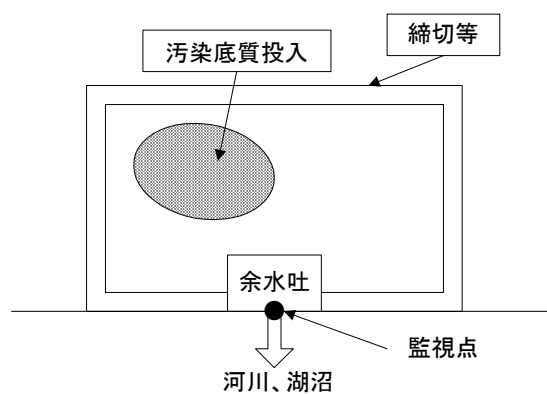 締切等
汚染底質投入
余水吐
監視点
河川、湖沼